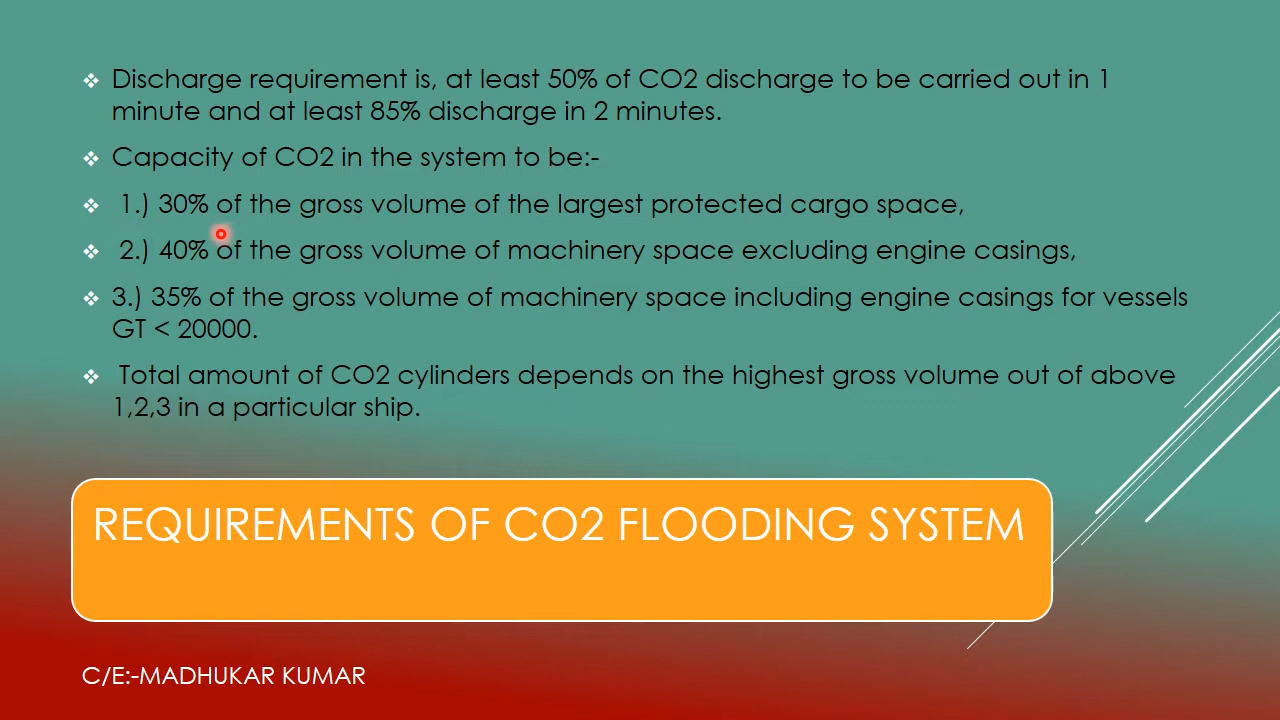 Discharge requirement is, at least 50% of CO2 discharge to be carried out in 1
minute and at least 85% discharge in 2 minutes.
Capacity of CO2 in the system to be:-
1.) 30% of the gross volume of the largest protected cargo space,
2.) 40% of the gross volume of machinery space excluding engine casings,
3.) 35% of the gross volume of machinery space including engine casings for vessels
GT < 20000.
Total amount of CO2 cylinders depends on the highest gross volume out of above
1,2,3 in a particular ship.
REQUIREMENTS OF CO2 FLOODING SYSTEM
C/E:-MADHUKAR KUMAR